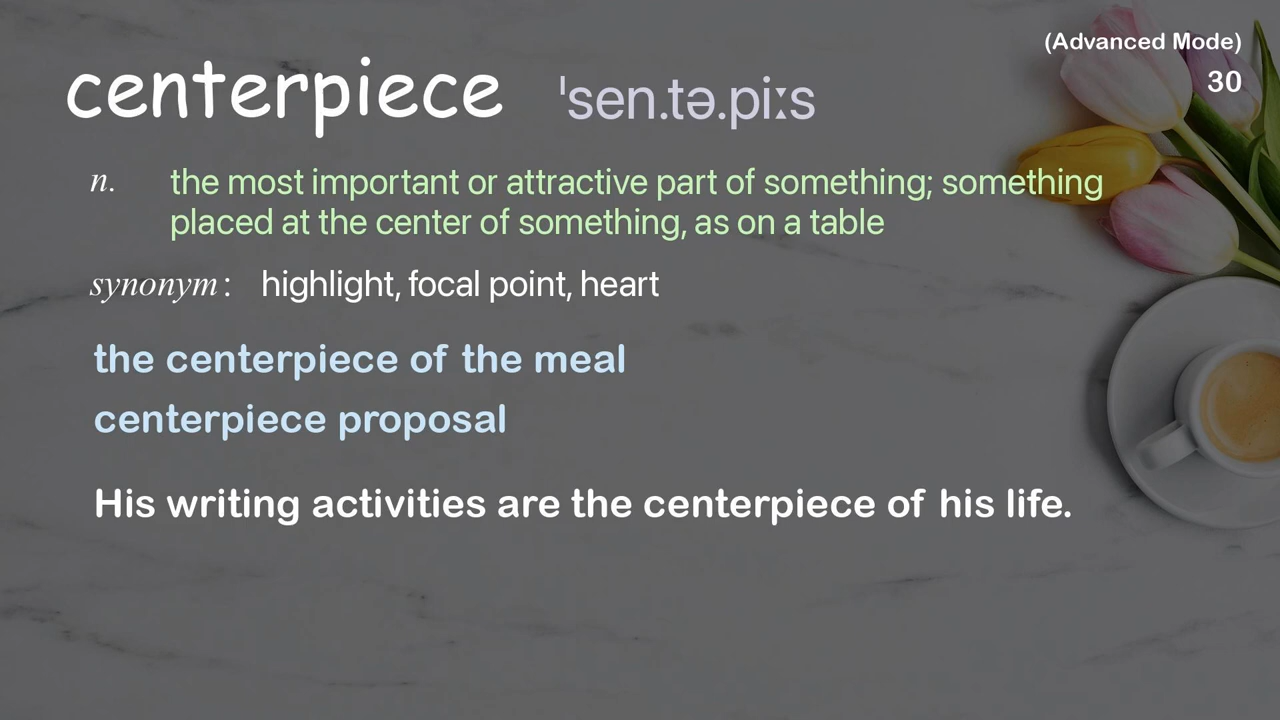 (Advanced Mode)
30
centerpiece ˈsen.tə.piːs
n. the most important or attractive part of something; something
placed at the center of something, as on a table
synonym: highlight, focal point, heart
the centerpiece of the meal
centerpiece proposal
His writing activities are the centerpiece of his life.